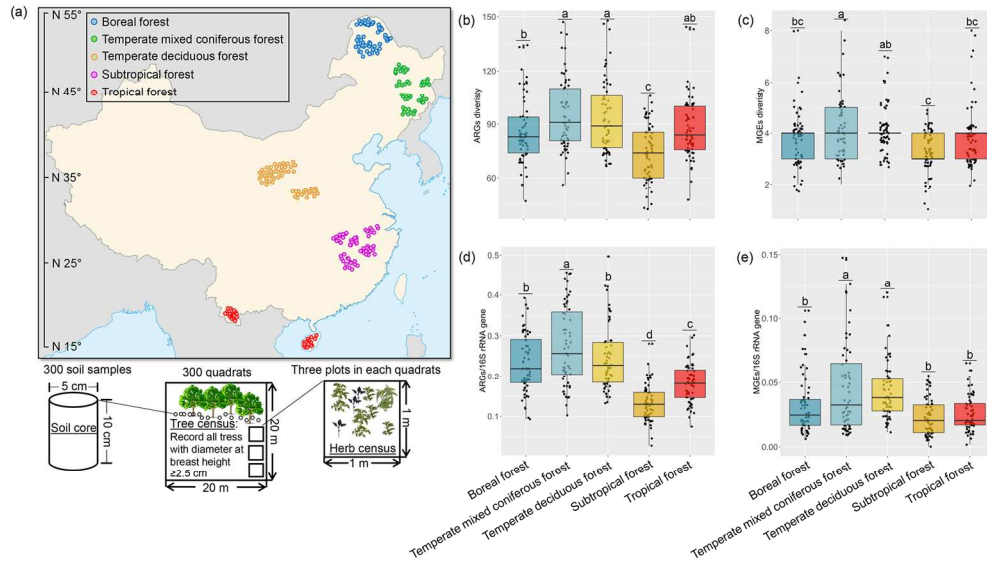 (a)
N 55°
N 45°
N 35°
N 25°
N 15°
Boreal forest
Temperate mixed coniferous forest
Temperate deciduous forest
Subtropical forest
Tropical forest
300 soil samples
5 cm
Soil core
10 cm
300 quadrats
Tree census:
Record all tress
with diameter at
breast height
≥2.5 cm
20 m
20 m
Three plots in each quadrats
Herb census
1 m
1 m
(b)
ARGs diveristy
150
120
90
60
b
a
a
c
ab
(c)
MGEs diveristy
8
6
4
2
bc
a
ab
c
bc
(d)
ARGs/16S rRNA gene
0.5
0.4
0.3
0.2
0.1
b
a
b
d
c
Boreal forest
Temperate mixed coniferous forest
Temperate deciduous forest
Subtropical forest
Tropical forest
(e)
MGEs/16S rRNA gene
0.15
0.10
0.05
0.00
b
a
a
b
b
Boreal forest
Temperate mixed coniferous forest
Temperate deciduous forest
Subtropical forest
Tropical forest